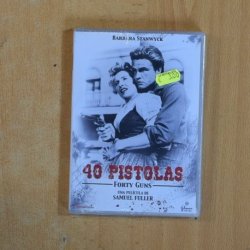 BARBARA STANWYCK
40 PISTOLAS
FORTY GUNS
UNA PELÍCULA DE
SAMUEL FULLER